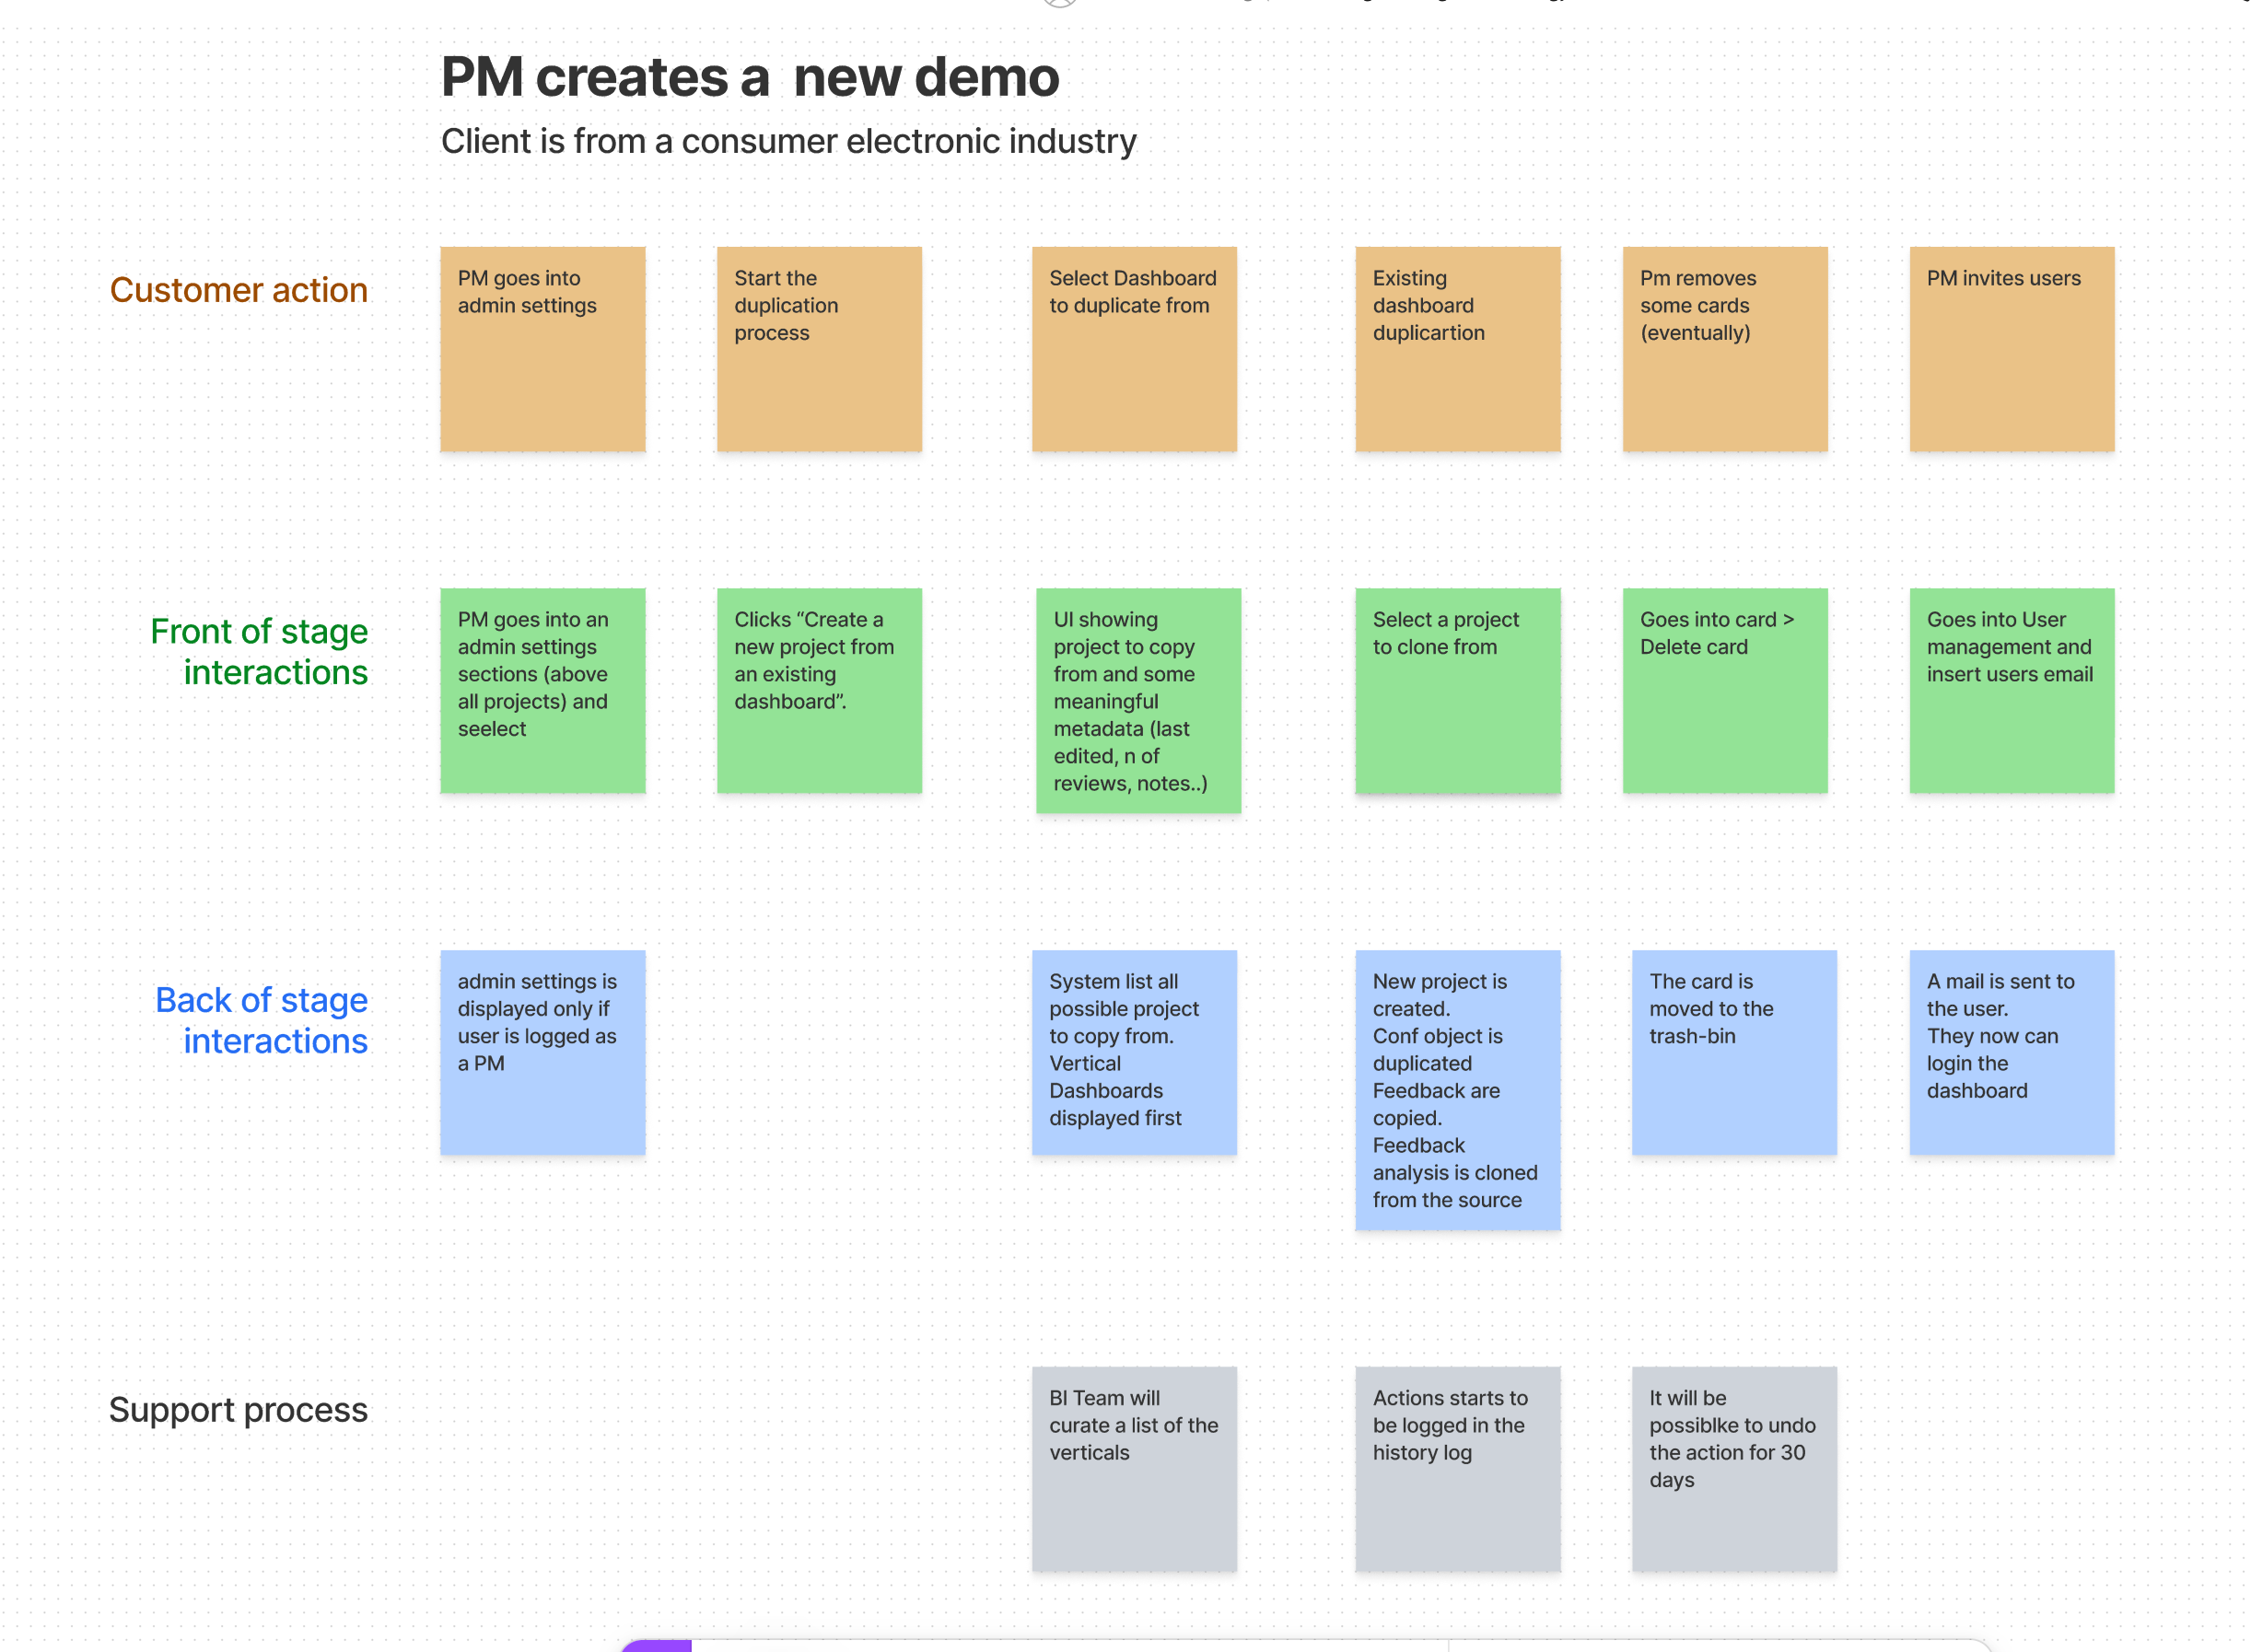 PM creates a  new demo
Client is from a consumer electronic industry
Customer action
PM goes into
admin settings
Start the
duplication
process
Select Dashboard
to duplicate from
Existing
dashboard
duplicartion
Pm removes
some cards
(eventually)
PM invites users
Front of stage
interactions
PM goes into an
admin settings
sections (above
all projects) and
seelect
Clicks “Create a
new project from
an existing
dashboard”.
UI showing
project to copy
from and some
meaningful
metadata (last
edited, n of
reviews, notes..)
Select a project
to clone from
Goes into card >
Delete card
Goes into User
management and
insert users email
Back of stage
interactions
admin settings is
displayed only if
user is logged as
a PM
System list all
possible project
to copy from.
Vertical
Dashboards
displayed first
New project is
created.
Conf object is
duplicated
Feedback are
copied.
Feedback
analysis is cloned
from the source
The card is
moved to the
trash-bin
A mail is sent to
the user.
They now can
login the
dashboard
Support process
BI Team will
curate a list of the
verticals
Actions starts to
be logged in the
history log
It will be
possiblke to undo
the action for 30
days